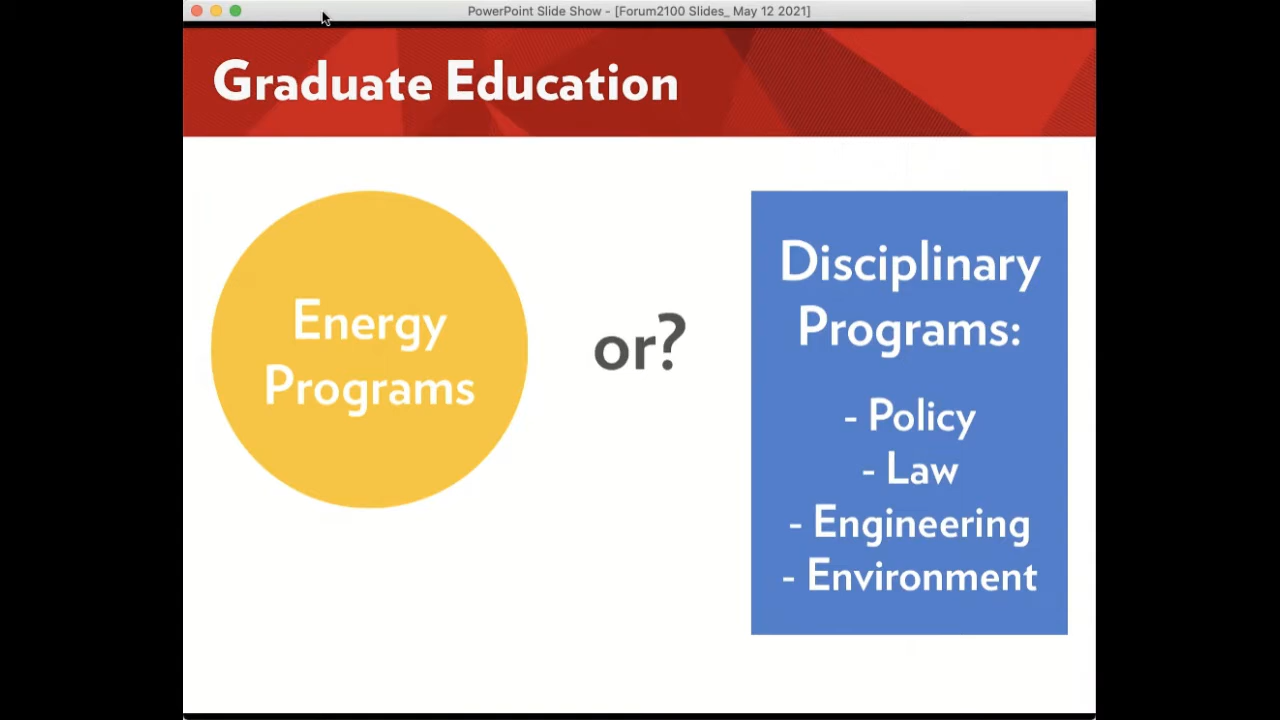 PowerPoint Slide Show - [Forum2100 Slides_ May 12 2021]
Graduate Education
Energy
Programs
or?
Disciplinary
Programs:
- Policy
- Law
- Engineering
- Environment